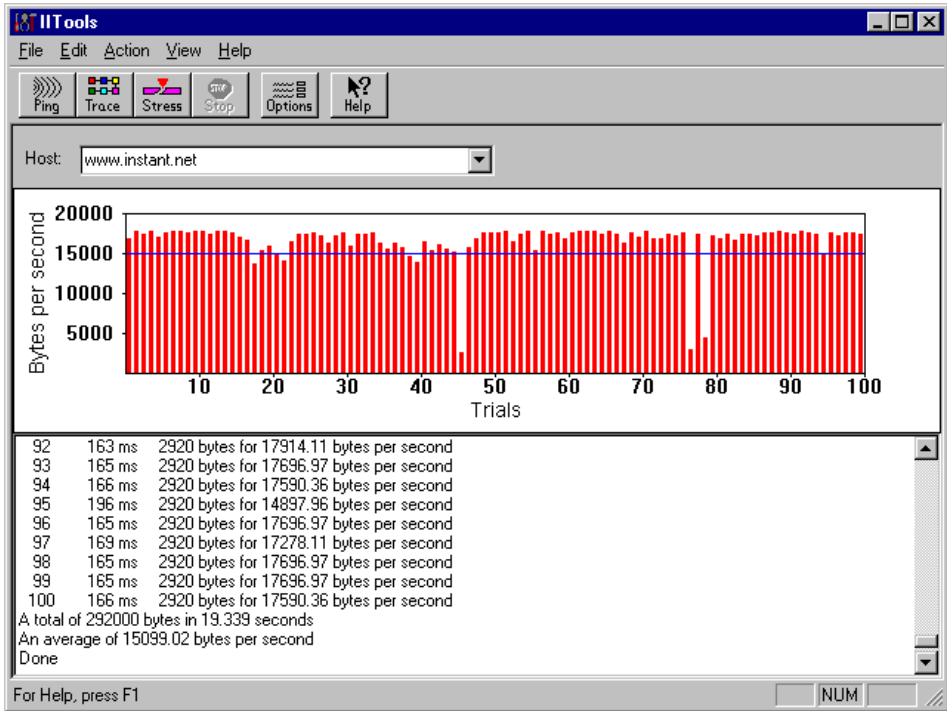 IITools
File Edit Action View Help
Ping Trace Stress Stop Options Help
Host: www.instant.net
Bytes per second
20000
15000
10000
5000
10 20 30 40 50 60 70 80 90 100
Trials
92 163 ms 2920 bytes for 17914.11 bytes per second
93 165 ms 2920 bytes for 17696.97 bytes per second
94 166 ms 2920 bytes for 17590.36 bytes per second
95 196 ms 2920 bytes for 14897.96 bytes per second
96 165 ms 2920 bytes for 17696.97 bytes per second
97 169 ms 2920 bytes for 17278.11 bytes per second
98 165 ms 2920 bytes for 17696.97 bytes per second
99 165 ms 2920 bytes for 17696.97 bytes per second
100 166 ms 2920 bytes for 17590.36 bytes per second
A total of 292000 bytes in 19.339 seconds
An average of 15099.02 bytes per second
Done
For Help, press F1 NUM